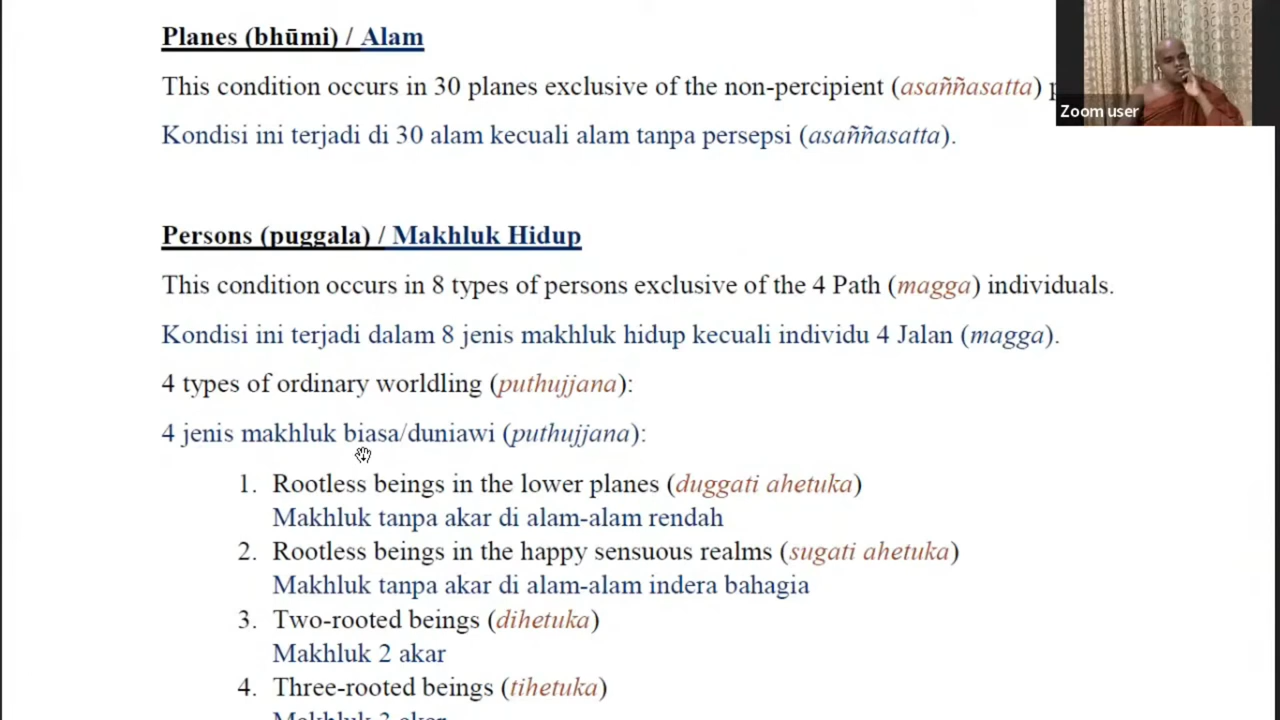 Planes (bhūmi) / Alam
This condition occurs in 30 planes exclusive of the non-percipient (asaññasatta)
Zoom user
Kondisi ini terjadi di 30 alam kecuali alam tanpa persepsi (asaññasatta).
Persons (puggala) / Makhluk Hidup
This condition occurs in 8 types of persons exclusive of the 4 Path (magga) individuals.
Kondisi ini terjadi dalam 8 jenis makhluk hidup kecuali individu 4 Jalan (magga).
4 types of ordinary worldling (puthujjana):
4 jenis makhluk biasa/duniawi (puthujjana):
1. Rootless beings in the lower planes (duggati ahetuka)
Makhluk tanpa akar di alam-alam rendah
2. Rootless beings in the happy sensuous realms (sugati ahetuka)
Makhluk tanpa akar di alam-alam indera bahagia
3. Two-rooted beings (dihetuka)
Makhluk 2 akar
4. Three-rooted beings (tihetuka)
Makhluk 3 akar